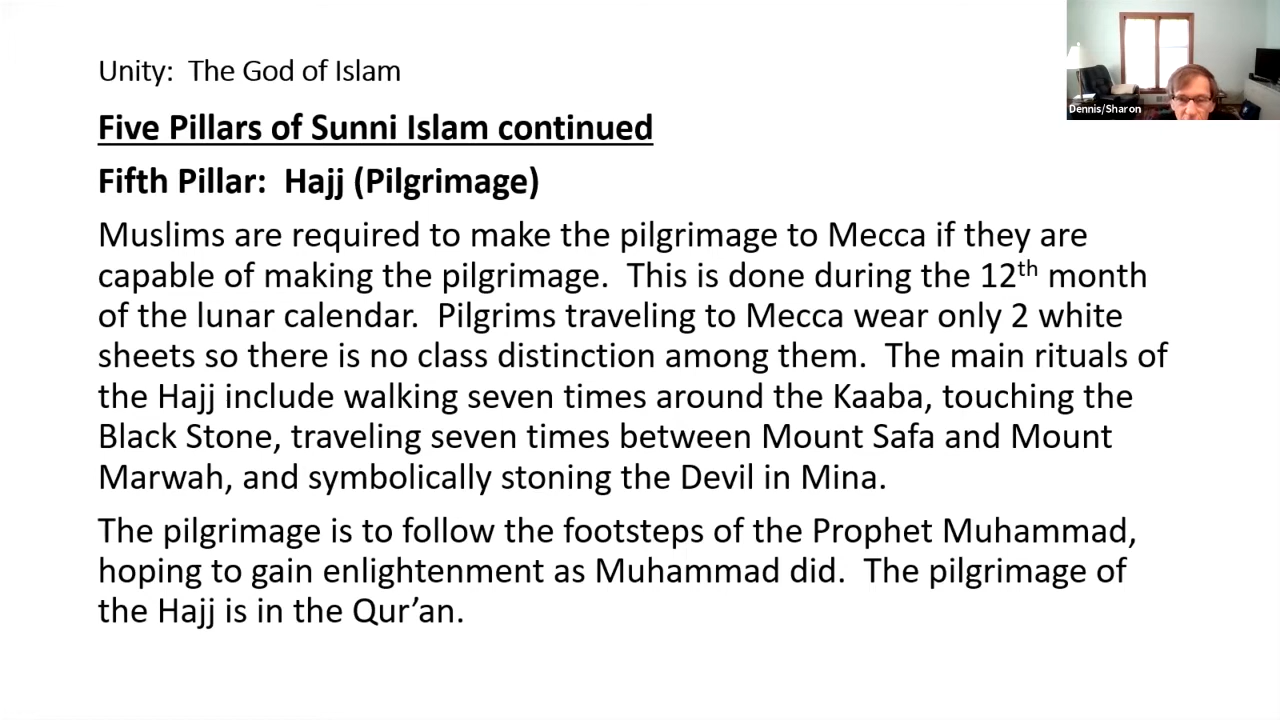 Unity:  The God of Islam
Five Pillars of Sunni Islam continued
Fifth Pillar:  Hajj (Pilgrimage)
Muslims are required to make the pilgrimage to Mecca if they are
capable of making the pilgrimage.  This is done during the 12th month
of the lunar calendar.  Pilgrims traveling to Mecca wear only 2 white
sheets so there is no class distinction among them.  The main rituals of
the Hajj include walking seven times around the Kaaba, touching the
Black Stone, traveling seven times between Mount Safa and Mount
Marwah, and symbolically stoning the Devil in Mina.
The pilgrimage is to follow the footsteps of the Prophet Muhammad,
hoping to gain enlightenment as Muhammad did.  The pilgrimage of
the Hajj is in the Qur’an.
Dennis/Sharon